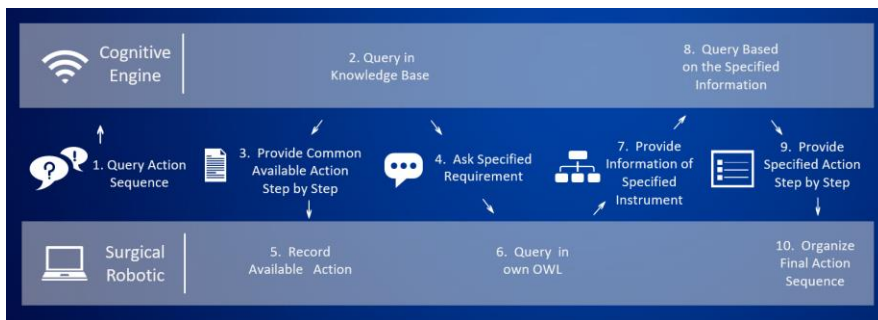 Cognitive
Engine
2. Query in
Knowledge Base
8. Query Based
on the Specified
Information
1. Query Action
Sequence
3. Provide Common
Available Action
Step by Step
4. Ask Specified
Requirement
7. Provide
Information of
Specified
Instrument
9. Provide
Specified Action
Step by Step
Surgical
Robotic
5. Record
Available Action
6. Query in
own OWL
10. Organize
Final Action
Sequence